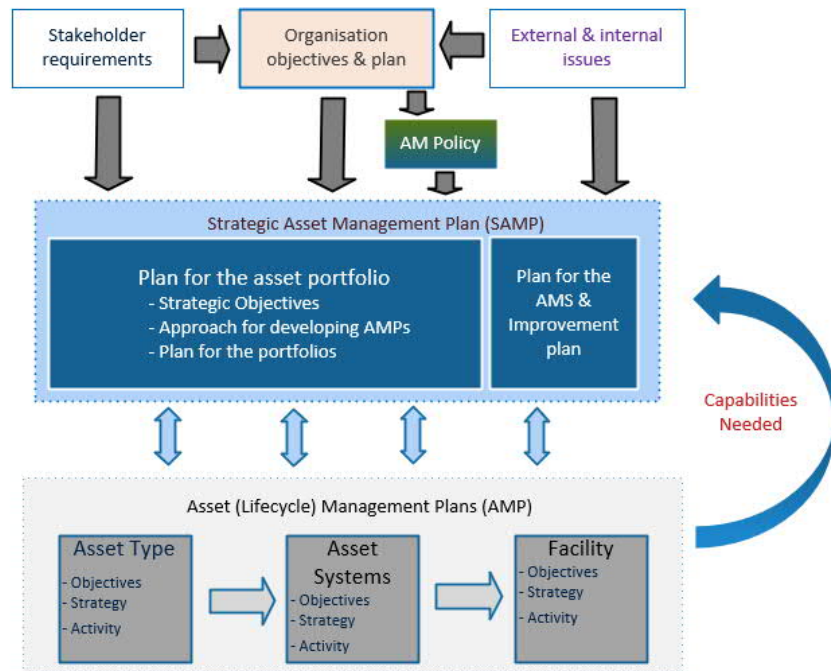 Stakeholder
requirements
Organisation
objectives & plan
External & internal
issues
AM Policy
Strategic Asset Management Plan (SAMP)
Plan for the asset portfolio
- Strategic Objectives
- Approach for developing AMPs
- Plan for the portfolios
Plan for the
AMS &
Improvement
plan
Capabilities
Needed
Asset (Lifecycle) Management Plans (AMP)
Asset Type
- Objectives
- Strategy
- Activity
Asset
Systems
- Objectives
- Strategy
- Activity
Facility
- Objectives
- Strategy
- Activity